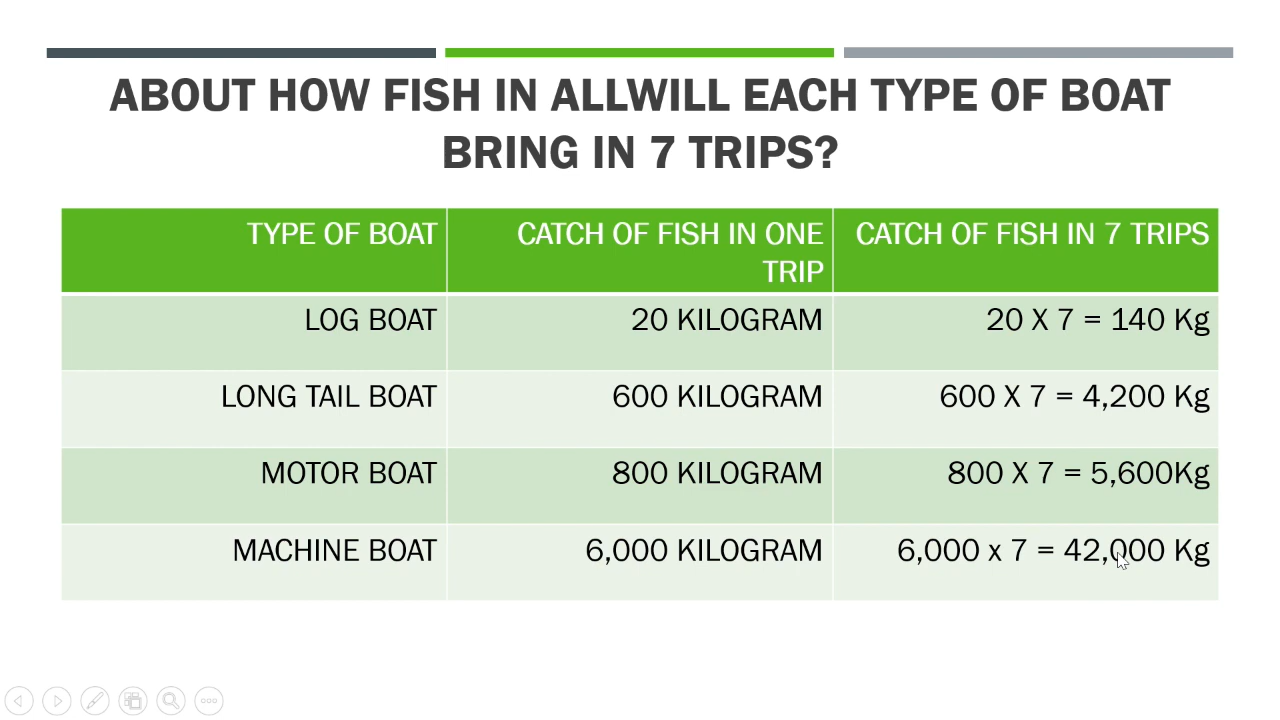 ABOUT HOW FISH IN ALLWILL EACH TYPE OF BOAT
BRING IN 7 TRIPS?
TYPE OF BOAT
CATCH OF FISH IN ONE
TRIP
CATCH OF FISH IN 7 TRIPS
LOG BOAT
20 KILOGRAM
20 X 7 = 140 Kg
LONG TAIL BOAT
600 KILOGRAM
600 X 7 = 4,200 Kg
MOTOR BOAT
800 KILOGRAM
800 X 7 = 5,600Kg
MACHINE BOAT
6,000 KILOGRAM
6,000 x 7 = 42,000 Kg